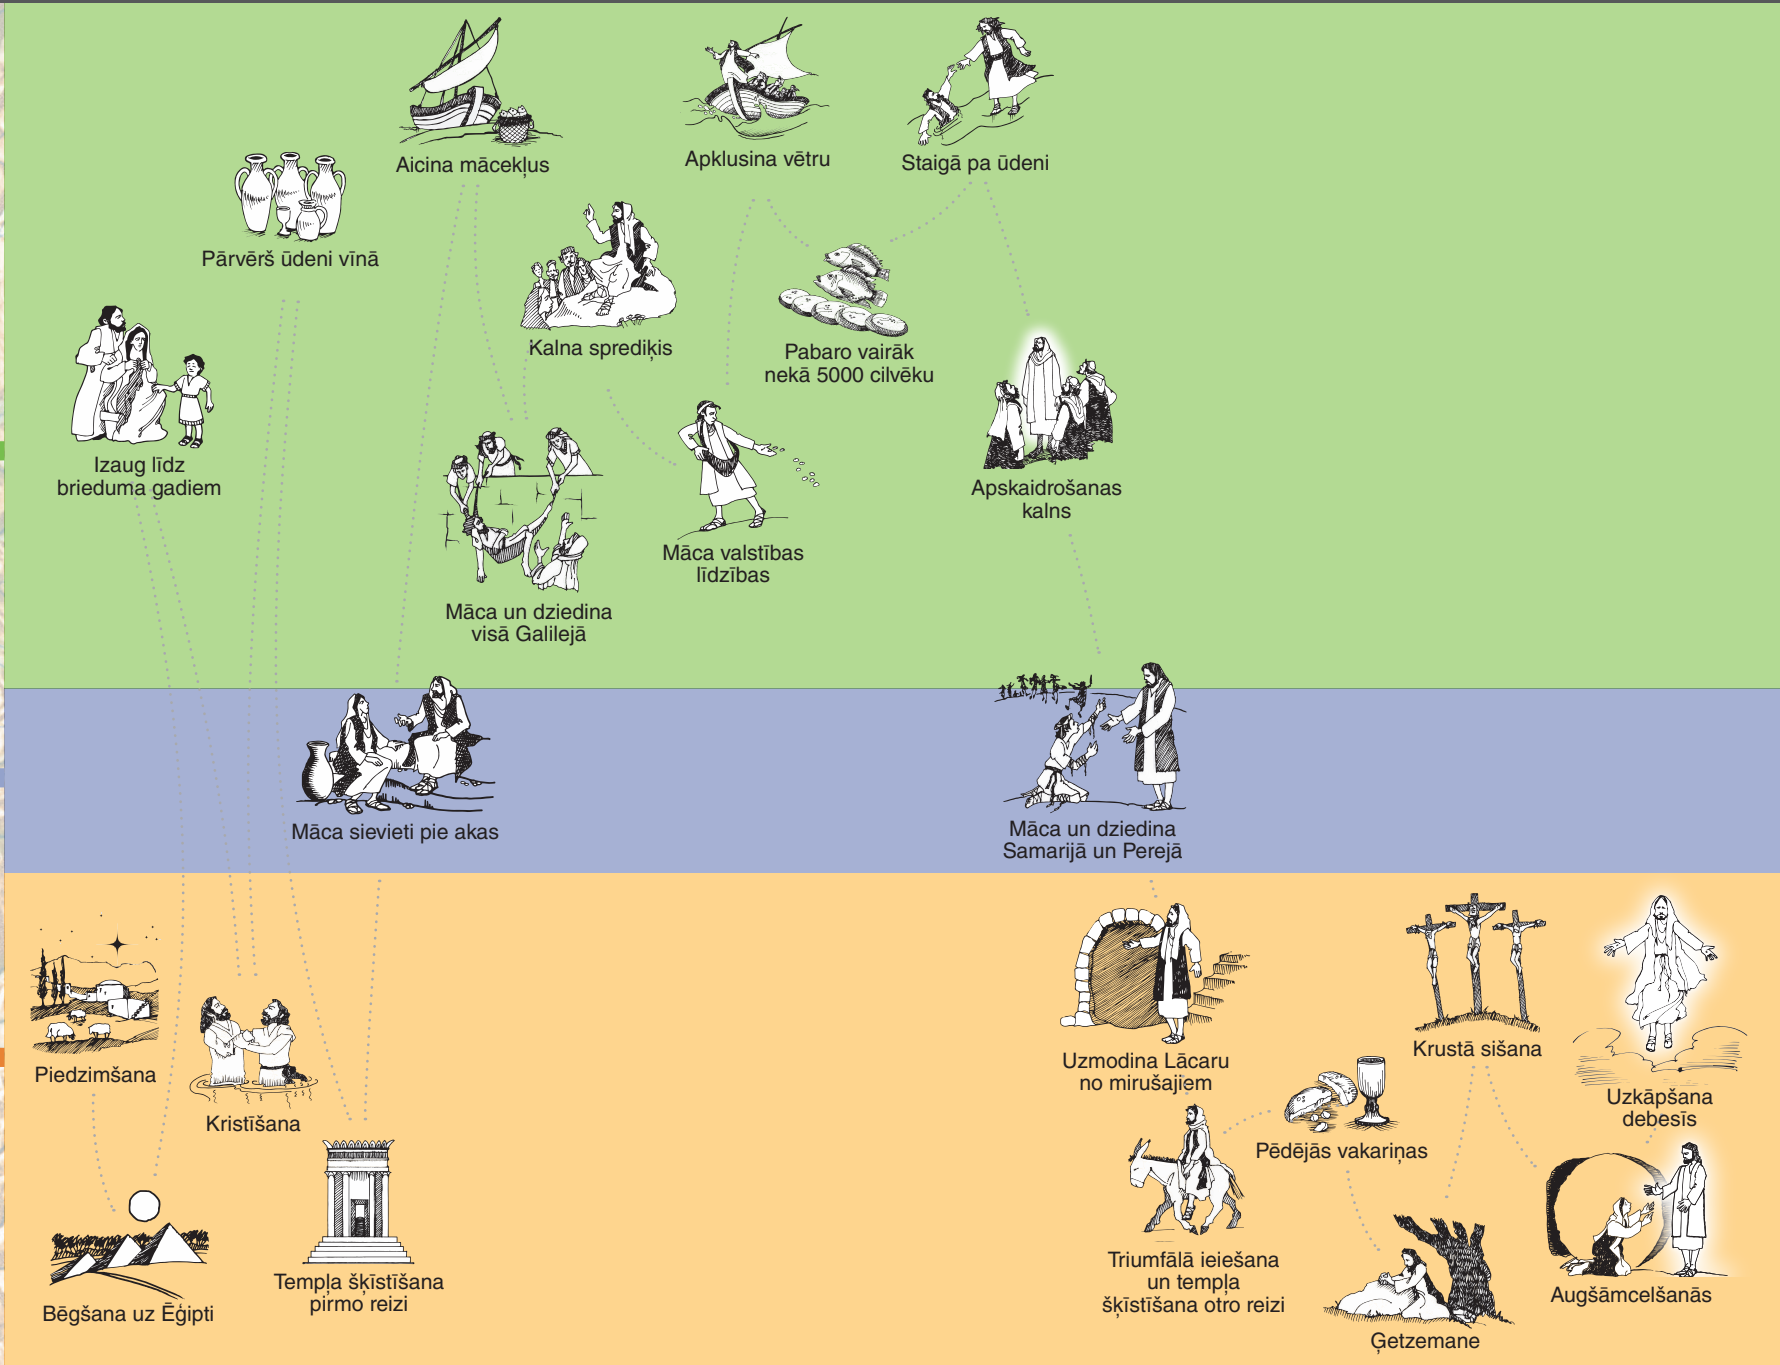 Aicina mācekļus
Apklusina vētru
Staigā pa ūdeni
Pārvērš ūdeni vīnā
Kalna sprediķis
Pabaro vairāk
nekā 5000 cilvēku
Izaug līdz
brieduma gadiem
Apskaidrošanas
kalns
Māca valstības
līdzības
Māca un dziedina
visā Galilejā
Māca sievieti pie akas
Māca un dziedina
Samarijā un Perejā
Piedzimšana
Kristīšana
Bēgšana uz Ēģipti
Tempļa šķīstīšana
pirmo reizi
Uzmodina Lācaru
no mirušajiem
Triumfālā ieiešana
un tempļa
šķīstīšana otro reizi
Pēdējās vakariņas
Ģetzemane
Krustā sišana
Augšāmcelšanās
Uzkāpšana
debesīs